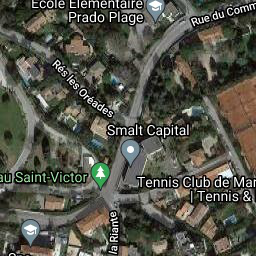 École Élémentaire
Prado Plage
Rue du Comm
Rés les Oréades
Smalt Capital
au Saint-Victor
Tennis Club de Mar
| Tennis &
la Riante